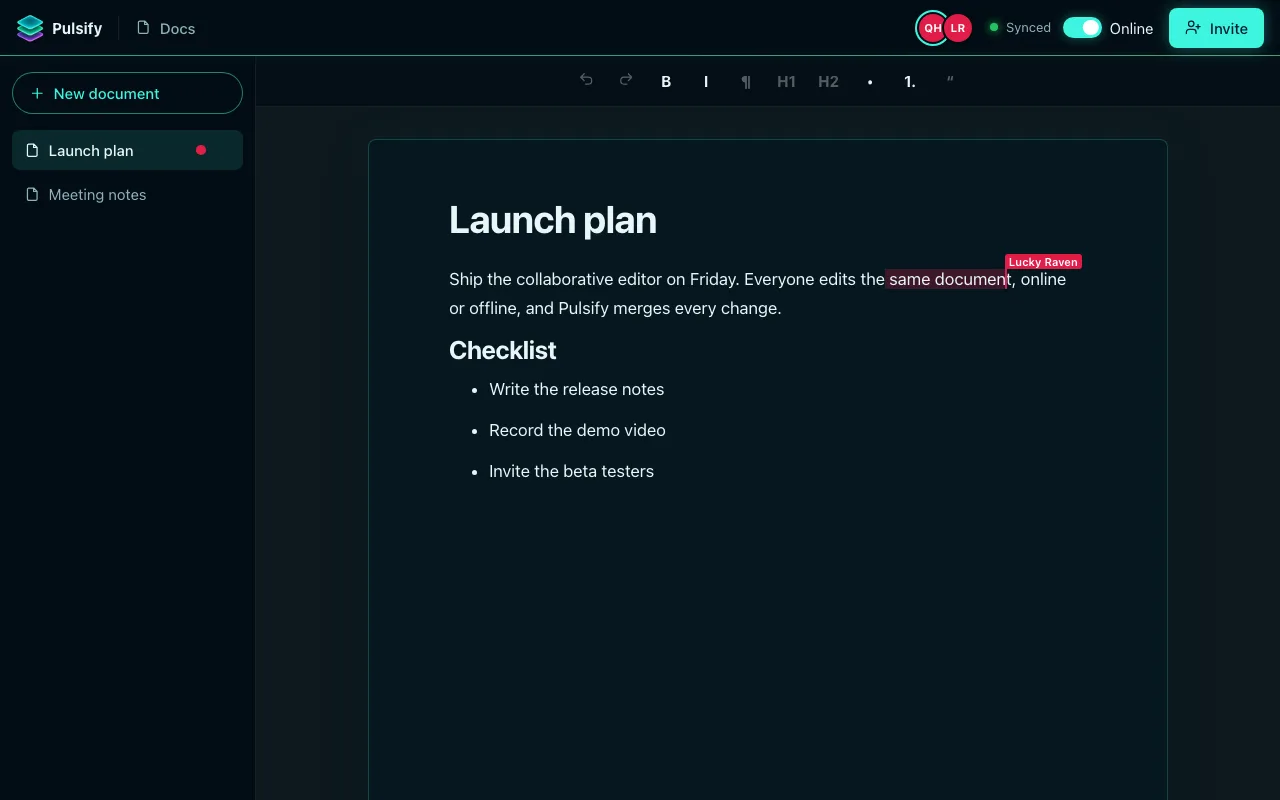 Pulsify
Docs
QH LR
Synced
Online
Invite
New document
B I ¶ H1 H2 • 1. “
Launch plan
Meeting notes
Launch plan
Lucky Raven
Ship the collaborative editor on Friday. Everyone edits the same document, online
or offline, and Pulsify merges every change.
Checklist
• Write the release notes
• Record the demo video
• Invite the beta testers